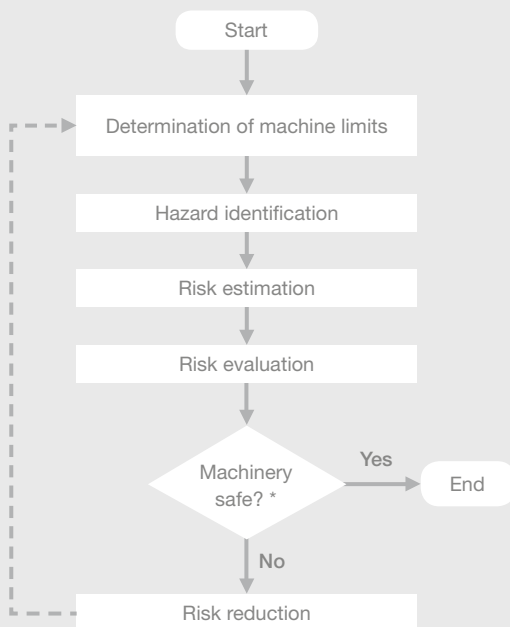 Start
Determination of machine limits
Hazard identification
Risk estimation
Risk evaluation
Machinery
safe? *
Yes
End
No
Risk reduction